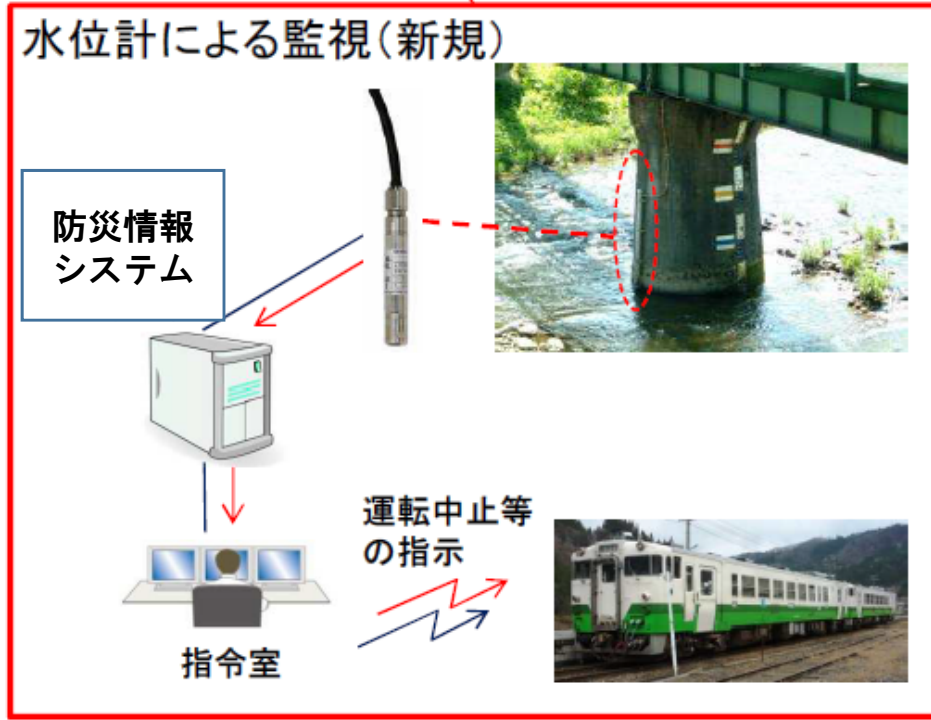 水位計による監視(新規)
防災情報
システム
運転中止等
の指示
指令室